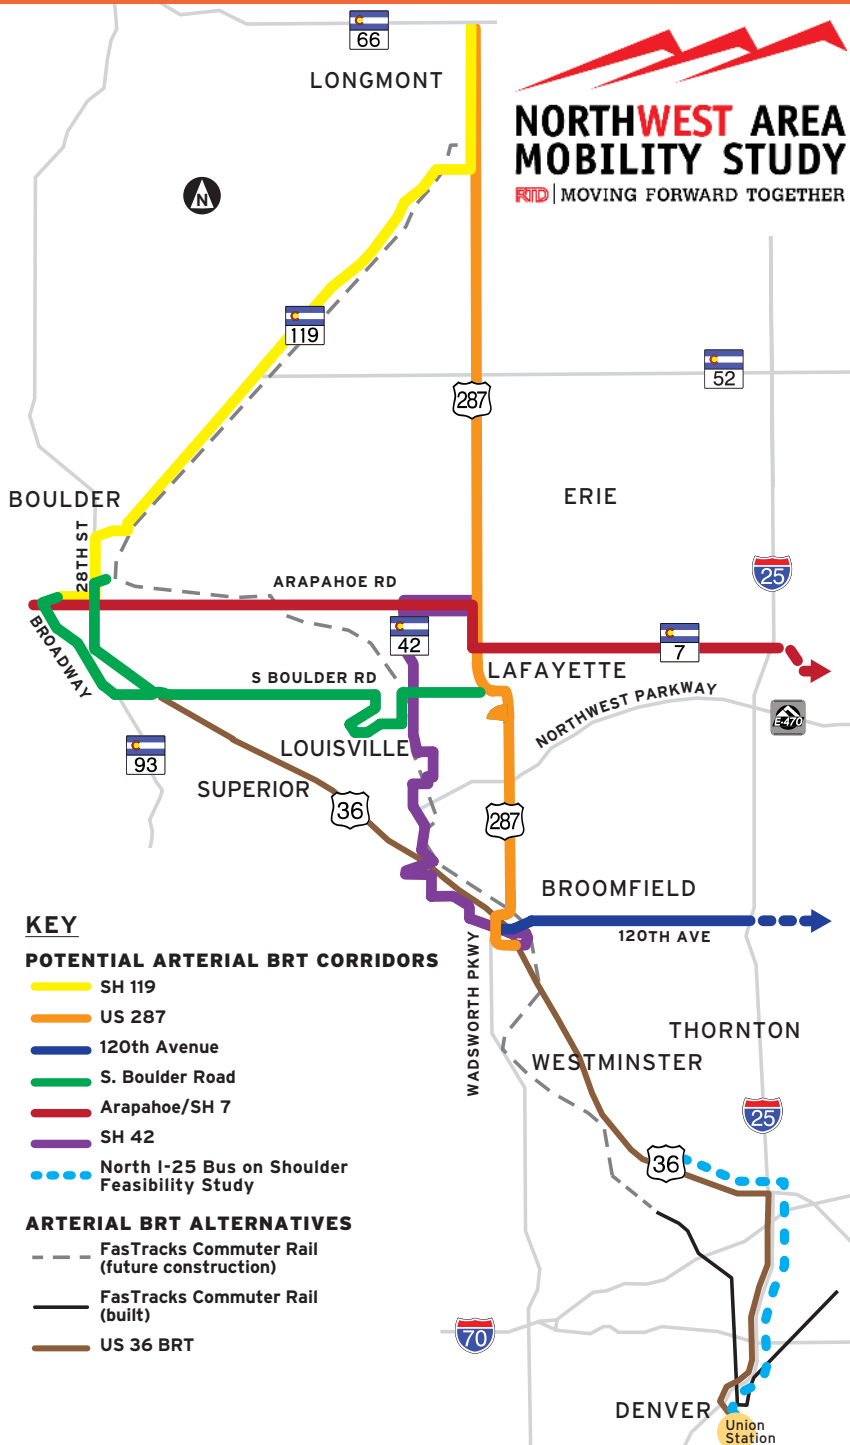 66
LONGMONT
NORTHWEST AREA
MOBILITY STUDY
RTD | MOVING FORWARD TOGETHER
N
119
52
287
BOULDER
ERIE
28TH ST
25
ARAPAHOE RD
BROADWAY
42
7
S BOULDER RD
LAFAYETTE
NORTHWEST PARKWAY
E-470
93
LOUISVILLE
SUPERIOR
36
287
BROOMFIELD
120TH AVE
WADSWORTH PKWY
THORNTON
WESTMINSTER
25
36
70
DENVER
Union
Station
KEY
POTENTIAL ARTERIAL BRT CORRIDORS
SH 119
US 287
120th Avenue
S. Boulder Road
Arapahoe/SH 7
SH 42
North I-25 Bus on Shoulder
Feasibility Study
ARTERIAL BRT ALTERNATIVES
FasTracks Commuter Rail
(future construction)
FasTracks Commuter Rail
(built)
US 36 BRT